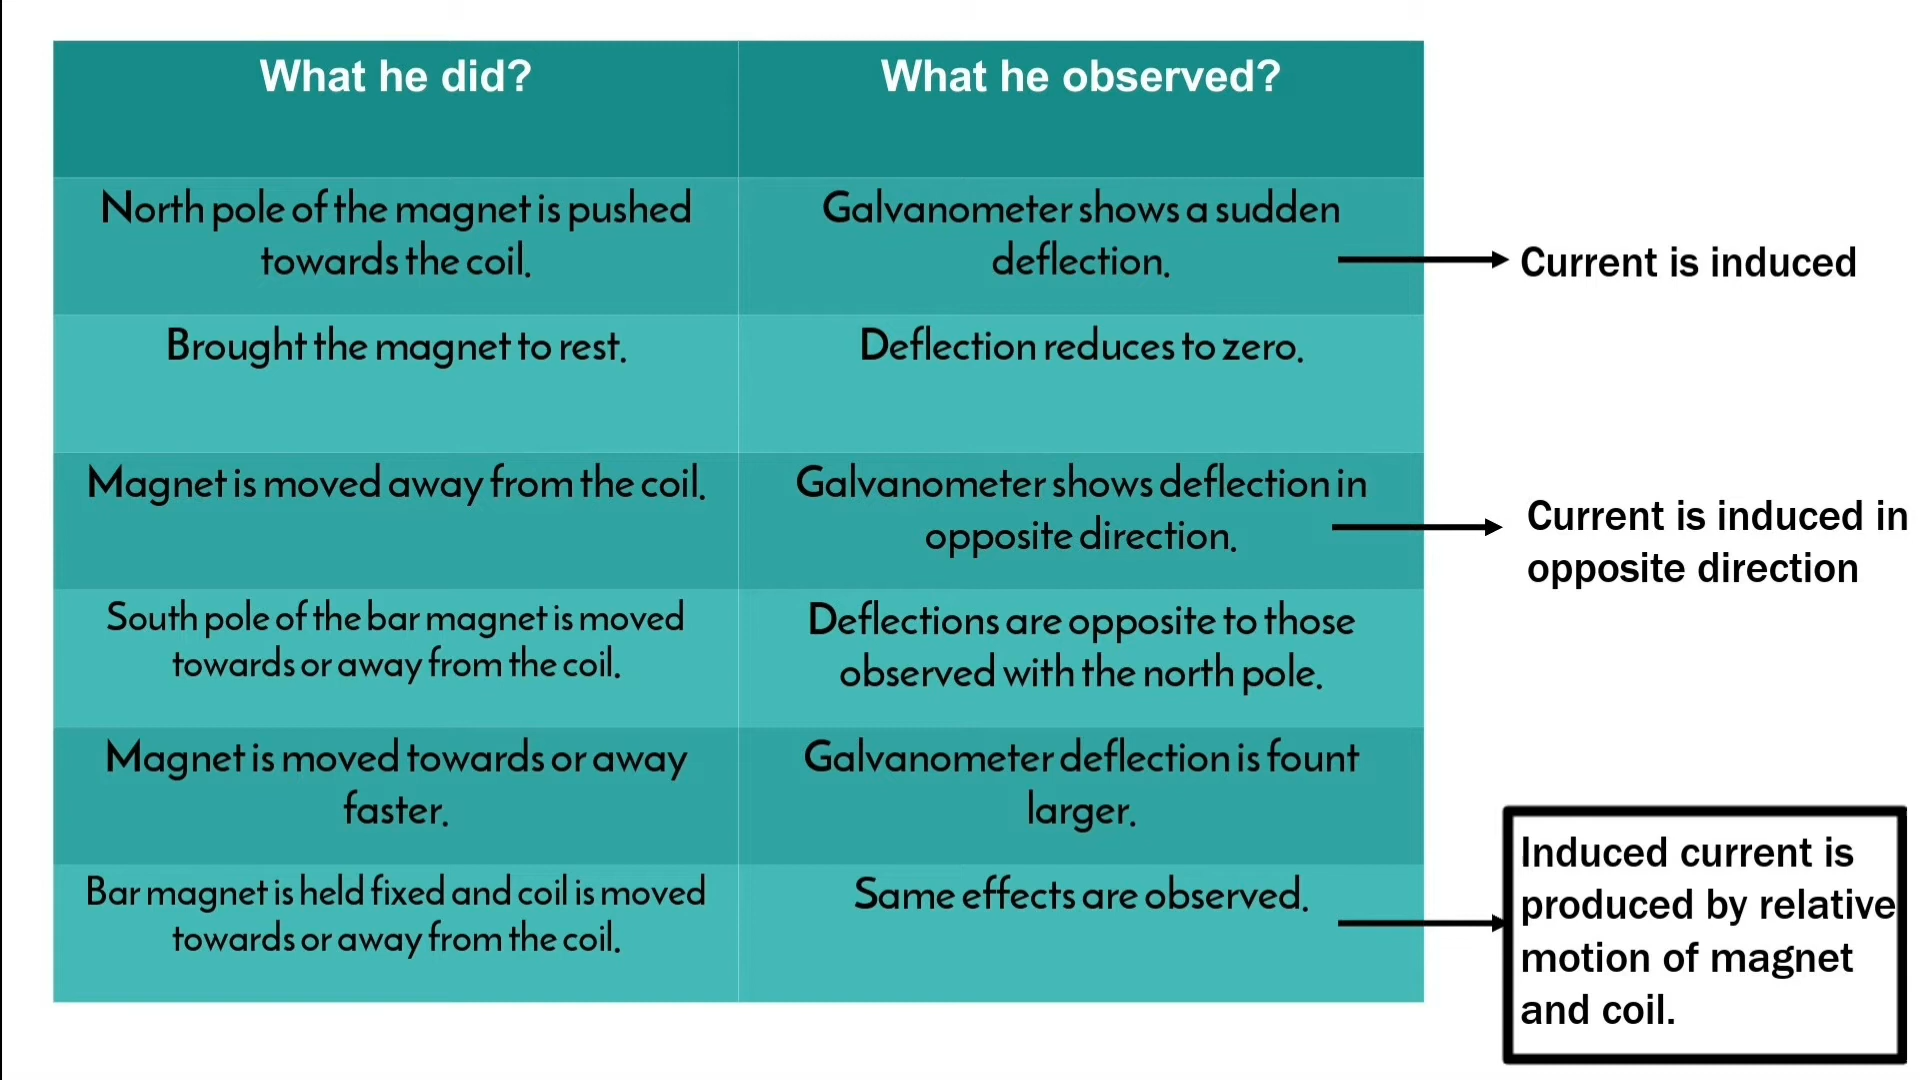 What he did?
What he observed?
North pole of the magnet is pushed
towards the coil.
Galvanometer shows a sudden
deflection.
Current is induced
Brought the magnet to rest.
Deflection reduces to zero.
Magnet is moved away from the coil.
Galvanometer shows deflection in
opposite direction.
Current is induced in
opposite direction
South pole of the bar magnet is moved
towards or away from the coil.
Deflections are opposite to those
observed with the north pole.
Magnet is moved towards or away
faster.
Galvanometer deflection is fount
larger.
Bar magnet is held fixed and coil is moved
towards or away from the coil.
Same effects are observed.
Induced current is
produced by relative
motion of magnet
and coil.